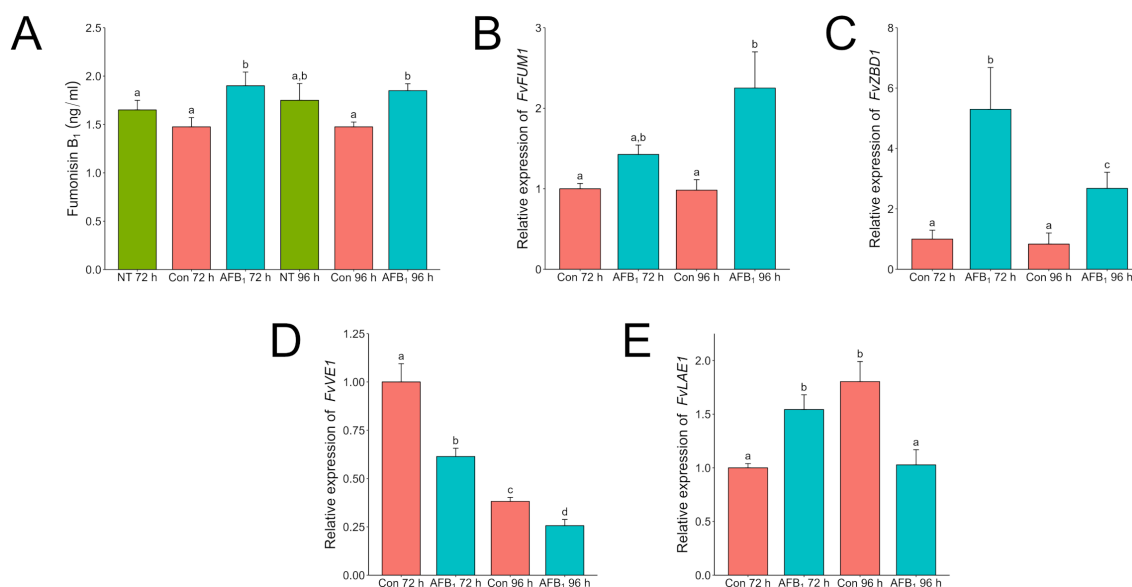 A
Fumonisin B₁ (ng/ml)
2.5
2.0
1.5
1.0
0.5
0.0
a
a
b
a,b
a
b
NT 72 h
Con 72 h
AFB₁ 72 h
NT 96 h
Con 96 h
AFB₁ 96 h
B
Relative expression of FvFUM1
3
2
1
0
a
a,b
a
b
Con 72 h
AFB₁ 72 h
Con 96 h
AFB₁ 96 h
C
Relative expression of FvZBD1
8
6
4
2
0
a
b
a
c
Con 72 h
AFB₁ 72 h
Con 96 h
AFB₁ 96 h
D
Relative expression of FvVE1
1.25
1.00
0.75
0.50
0.25
0.00
a
b
c
d
Con 72 h
AFB₁ 72 h
Con 96 h
AFB₁ 96 h
E
Relative expression of FvLAE1
2.0
1.5
1.0
0.5
0.0
a
b
b
a
Con 72 h
AFB₁ 72 h
Con 96 h
AFB₁ 96 h